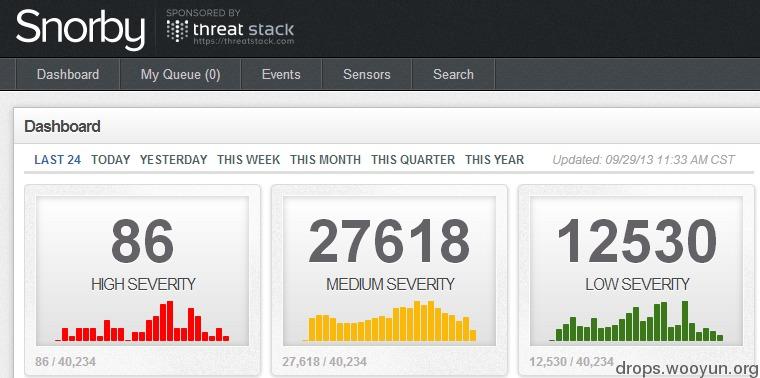 Snorby
SPONSORED BY
threat stack
https://threatstack.com
Dashboard My Queue (0) Events Sensors Search
Dashboard
LAST 24 TODAY YESTERDAY THIS WEEK THIS MONTH THIS QUARTER THIS YEAR Updated: 09/29/13 11:33 AM CST
86 27618 12530
HIGH SEVERITY MEDIUM SEVERITY LOW SEVERITY
86 / 40,234 27,618 / 40,234 12,530 / 40,234
drops.wooyun.org